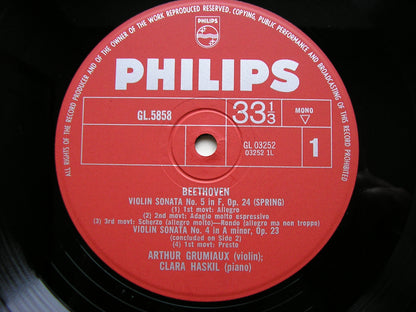 ALL RIGHTS OF THE RECORD PRODUCER AND OF THE OWNER OF THE WORK REPRODUCED RESERVED. COPYING, PUBLIC PERFORMANCE AND BROADCASTING OF THIS RECORD PROHIBITED
PHILIPS
PHILIPS
GL.5858
33 1/3
MONO
GL 03252
03252 1L
1
BEETHOVEN
VIOLIN SONATA No. 5 in F, Op. 24 (SPRING)
(1) 1st movt: Allegro
(2) 2nd movt: Adagio molto espressivo
(3) 3rd movt: Scherzo (allegro molto)—Rondo (allegro ma non troppo)
VIOLIN SONATA No. 4 in A minor, Op. 23
(concluded on Side 2)
(4) 1st movt: Presto
ARTHUR GRUMIAUX (violin);
CLARA HASKIL (piano)